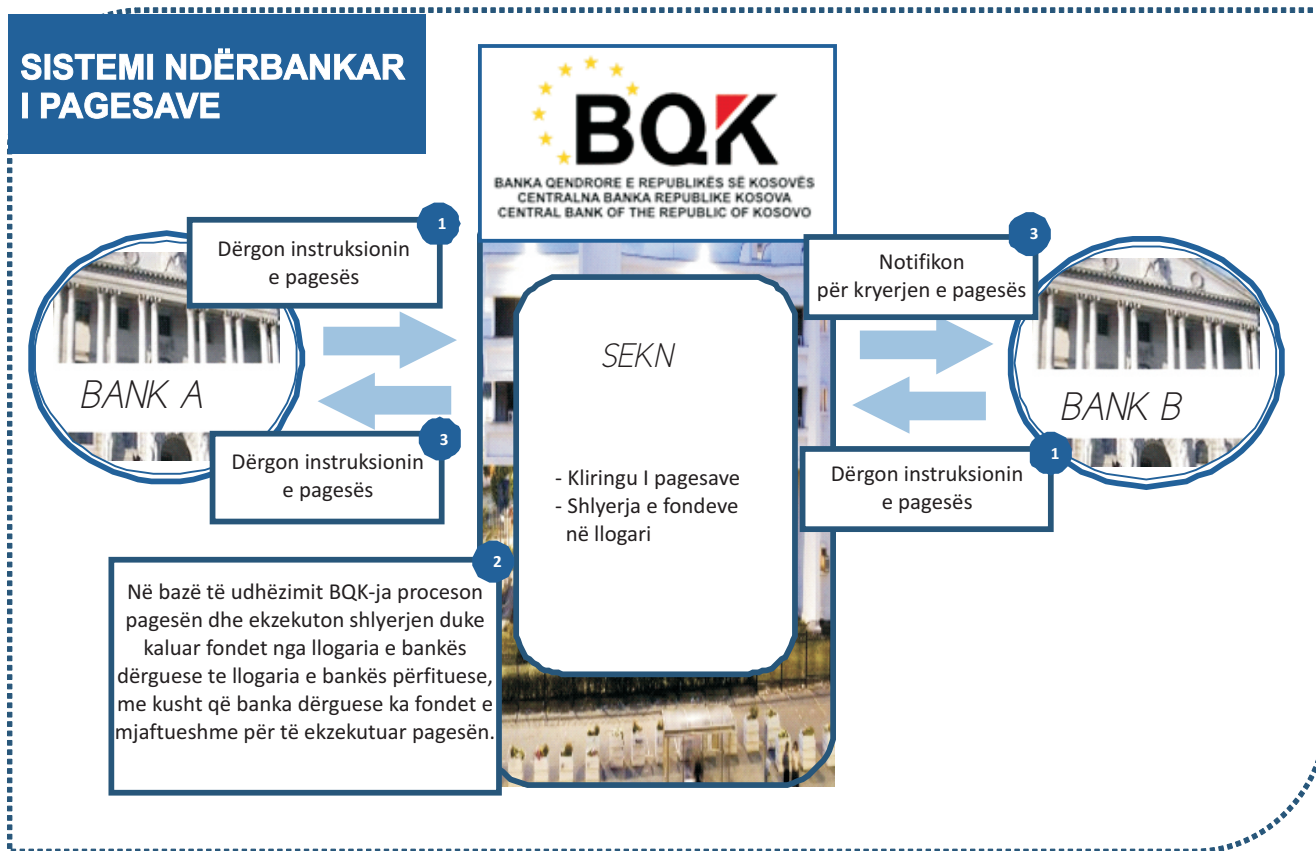 SISTEMI NDËRBANKAR
I PAGESAVE
BQK
BANKA QENDRORE E REPUBLIKËS SË KOSOVËS
CENTRALNA BANKA REPUBLIKE KOSOVA
CENTRAL BANK OF THE REPUBLIC OF KOSOVO
1
Dërgon instruksionin
e pagesës
BANK A
3
Dërgon instruksionin
e pagesës
2
Në bazë të udhëzimit BQK-ja proceson
pagesën dhe ekzekuton shlyerjen duke
kaluar fondet nga llogaria e bankës
dërguese te llogaria e bankës përfituese,
me kusht që banka dërguese ka fondet e
mjaftueshme për të ekzekutuar pagesën.
SEKN
- Kliringu I pagesave
- Shlyerja e fondeve
në llogari
3
Notifikon
për kryerjen e pagesës
BANK B
1
Dërgon instruksionin
e pagesës